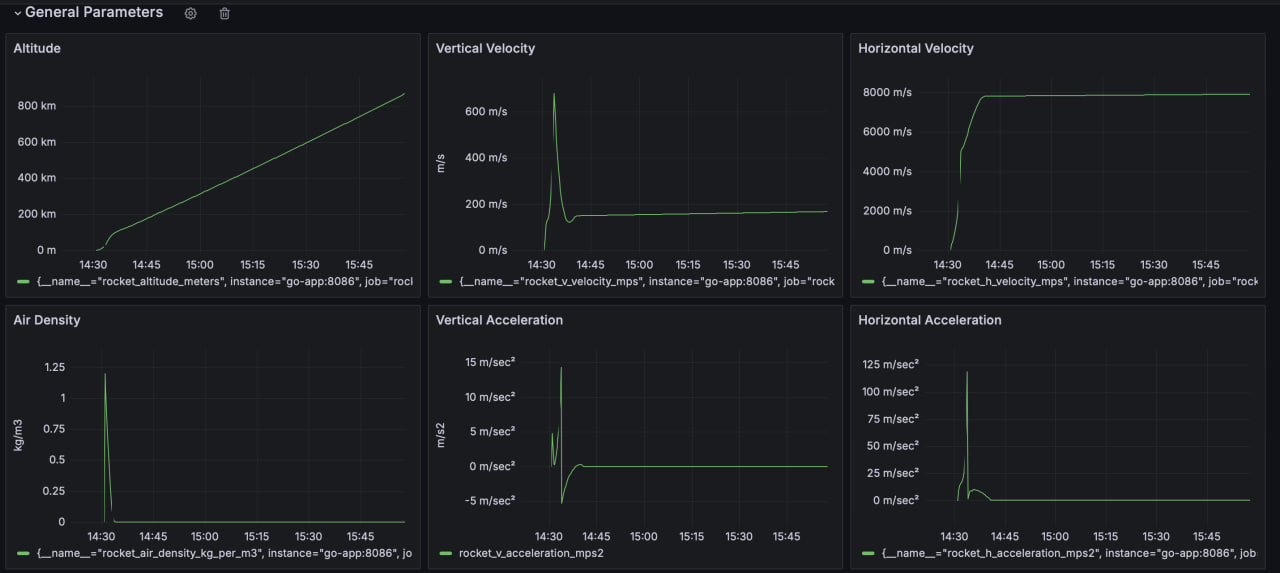 General Parameters
Altitude
800 km
600 km
400 km
200 km
0 m
14:30 14:45 15:00 15:15 15:30 15:45
{__name__="rocket_altitude_meters", instance="go-app:8086", job="rocl
Vertical Velocity
m/s
600 m/s
400 m/s
200 m/s
0 m/s
14:30 14:45 15:00 15:15 15:30 15:45
{__name__="rocket_v_velocity_mps", instance="go-app:8086", job="rock
Horizontal Velocity
8000 m/s
6000 m/s
4000 m/s
2000 m/s
0 m/s
14:30 14:45 15:00 15:15 15:30 15:45
{__name__="rocket_h_velocity_mps", instance="go-app:8086", job="rock
Air Density
kg/m3
1.25
1
0.75
0.5
0.25
0
14:30 14:45 15:00 15:15 15:30 15:45
{__name__="rocket_air_density_kg_per_m3", instance="go-app:8086", jo
Vertical Acceleration
m/s2
15 m/sec²
10 m/sec²
5 m/sec²
0 m/sec²
-5 m/sec²
14:30 14:45 15:00 15:15 15:30 15:45
rocket_v_acceleration_mps2
Horizontal Acceleration
125 m/sec²
100 m/sec²
75 m/sec²
50 m/sec²
25 m/sec²
0 m/sec²
14:30 14:45 15:00 15:15 15:30 15:45
{__name__="rocket_h_acceleration_mps2", instance="go-app:8086", job=